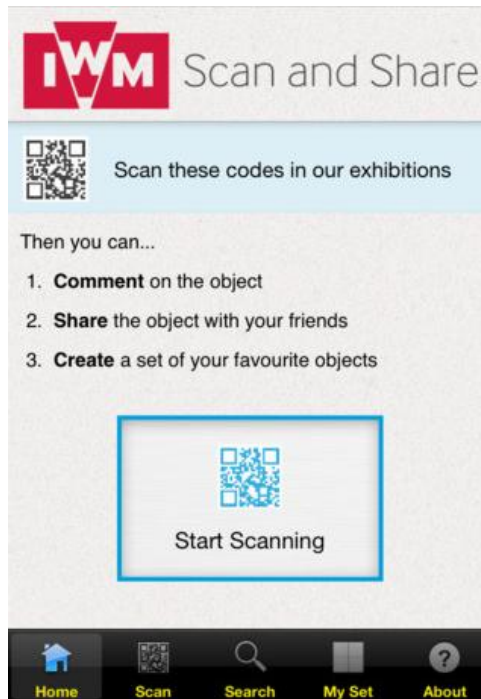 IWM Scan and Share
Scan these codes in our exhibitions
Then you can...
1. Comment on the object
2. Share the object with your friends
3. Create a set of your favourite objects
Start Scanning
?
Home Scan Search My Set About